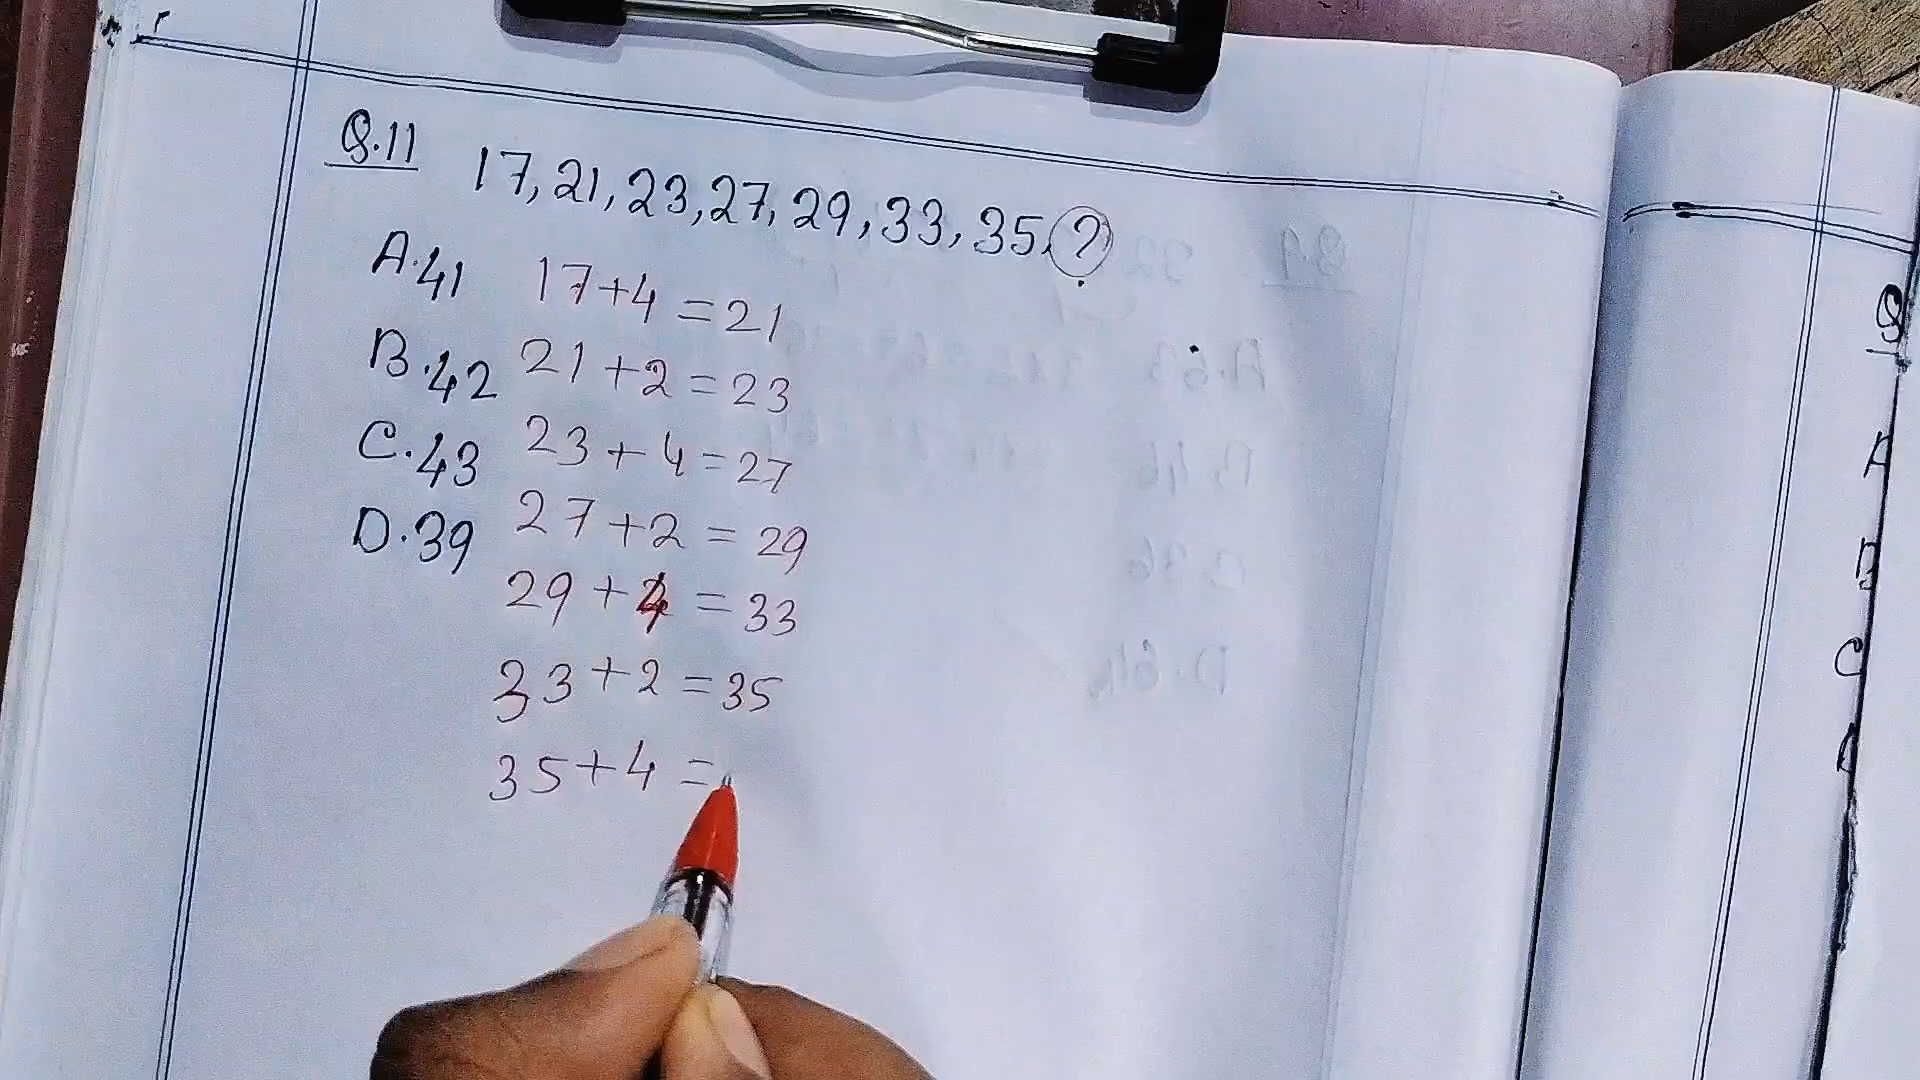 Q.11 17, 21, 23, 27, 29, 33, 35, ?
A. 41 17+4 = 21
B. 42 21 +2 = 23
C. 43 23 + 4 = 27
D. 39 27 +2 = 29
29 + 4 = 33
33 +2 = 35
35 + 4 =
Q
A
B
C